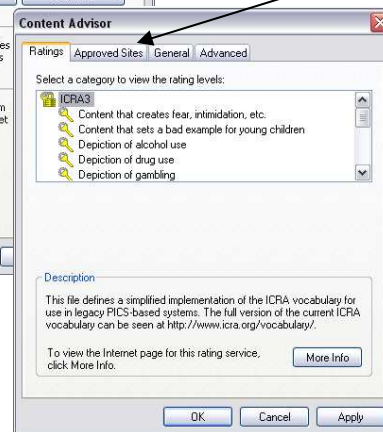 Content Advisor
Ratings Approved Sites General Advanced
Select a category to view the rating levels:
ICRA3
Content that creates fear, intimidation, etc.
Content that sets a bad example for young children
Depiction of alcohol use
Depiction of drug use
Depiction of gambling
Description
This file defines a simplified implementation of the ICRA vocabulary for
use in legacy PICS-based systems. The full version of the current ICRA
vocabulary can be seen at http://www.icra.org/vocabulary/.
To view the Internet page for this rating service,
click More Info.
More Info
OK Cancel Apply